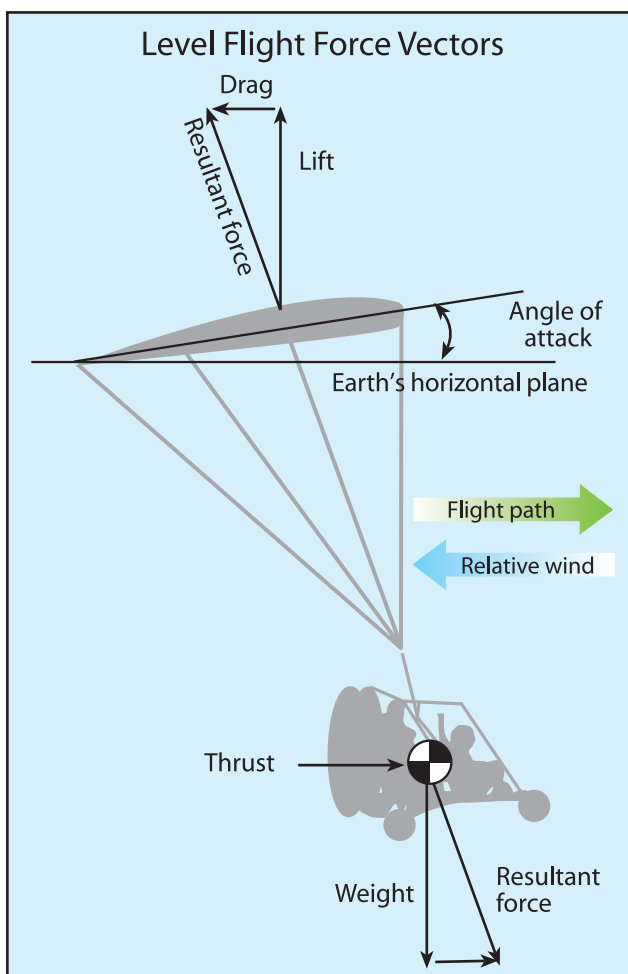 Level Flight Force Vectors
Drag
Resultant force
Lift
Angle of
attack
Earth’s horizontal plane
Flight path
Relative wind
Thrust
Weight
Resultant
force